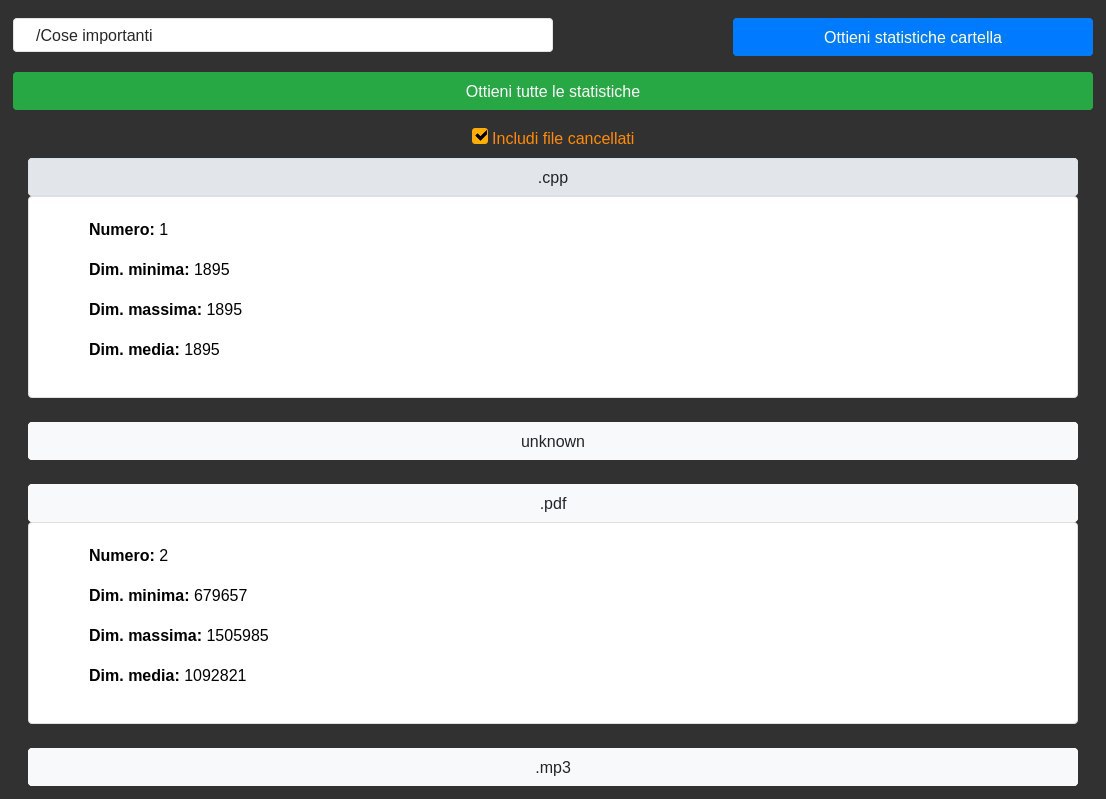 /Cose importanti
Ottieni statistiche cartella
Ottieni tutte le statistiche
Includi file cancellati
.cpp
Numero: 1
Dim. minima: 1895
Dim. massima: 1895
Dim. media: 1895
unknown
.pdf
Numero: 2
Dim. minima: 679657
Dim. massima: 1505985
Dim. media: 1092821
.mp3